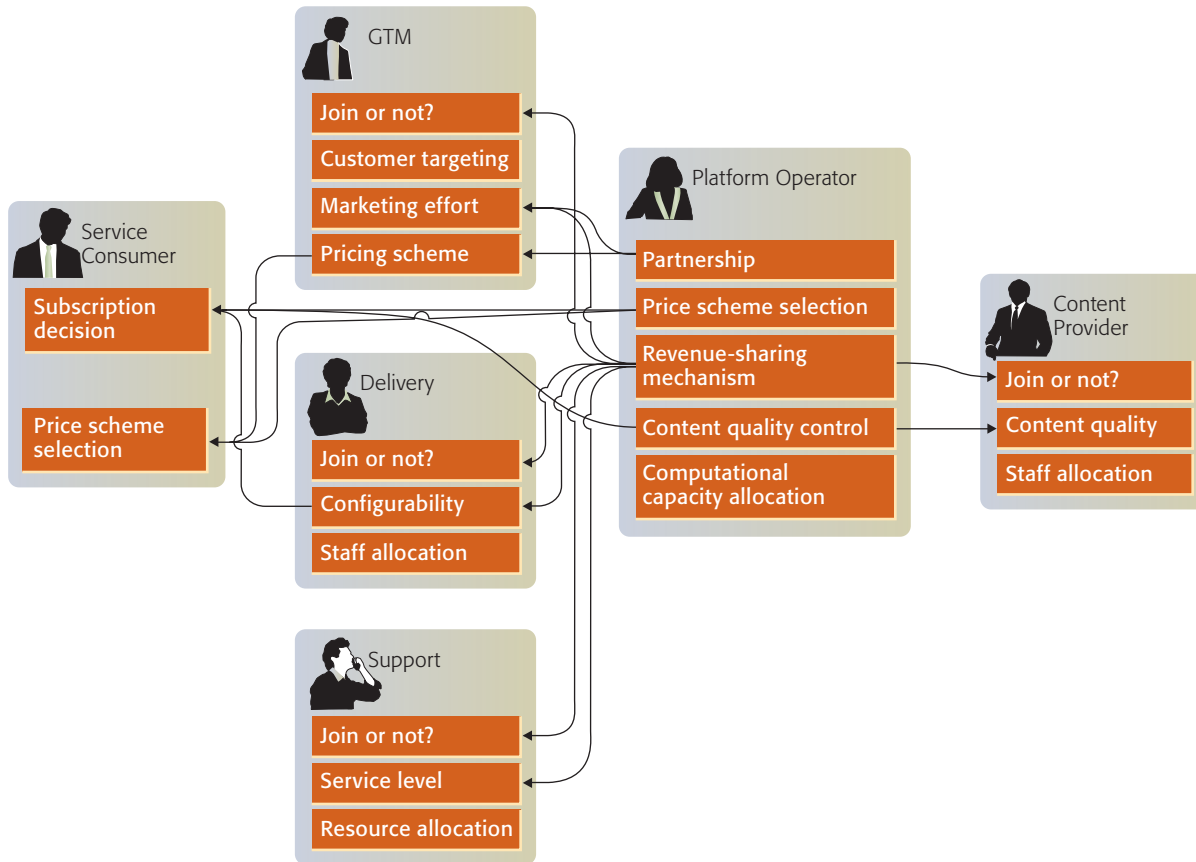 GTM
Join or not?
Customer targeting
Marketing effort
Pricing scheme
Service
Consumer
Subscription
decision
Price scheme
selection
Delivery
Join or not?
Configurability
Staff allocation
Support
Join or not?
Service level
Resource allocation
Platform Operator
Partnership
Price scheme selection
Revenue-sharing
mechanism
Content quality control
Computational
capacity allocation
Content
Provider
Join or not?
Content quality
Staff allocation